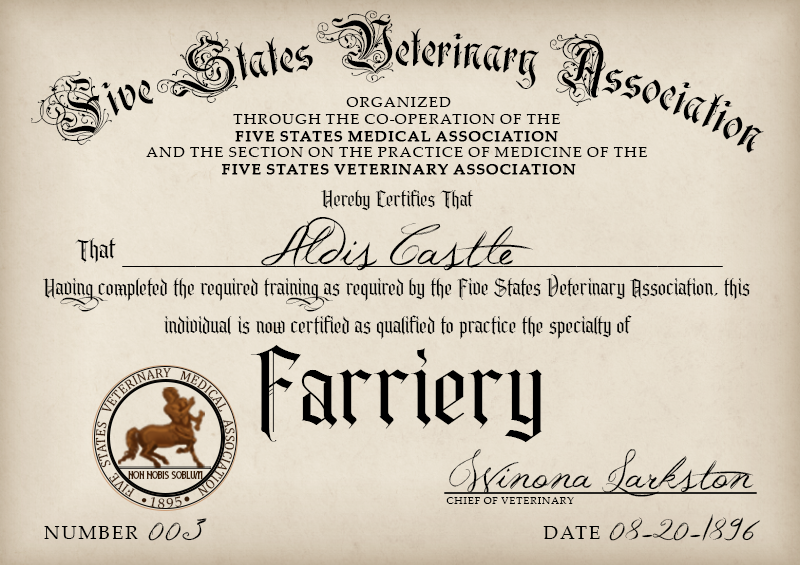 Five States Veterinary Association
ORGANIZED
THROUGH THE CO-OPERATION OF THE
FIVE STATES MEDICAL ASSOCIATION
AND THE SECTION ON THE PRACTICE OF MEDICINE OF THE
FIVE STATES VETERINARY ASSOCIATION
Hereby Certifies That
That Aldis Castle
Having completed the required training as required by the Five States Veterinary Association, this
individual is now certified as qualified to practice the specialty of
Farriery
FIVE STATES VETERINARY MEDICAL ASSOCIATION
NON NOBIS SOBLUM
•1895•
Winona Larkston
CHIEF OF VETERINARY
NUMBER 003
DATE 08-20-1896